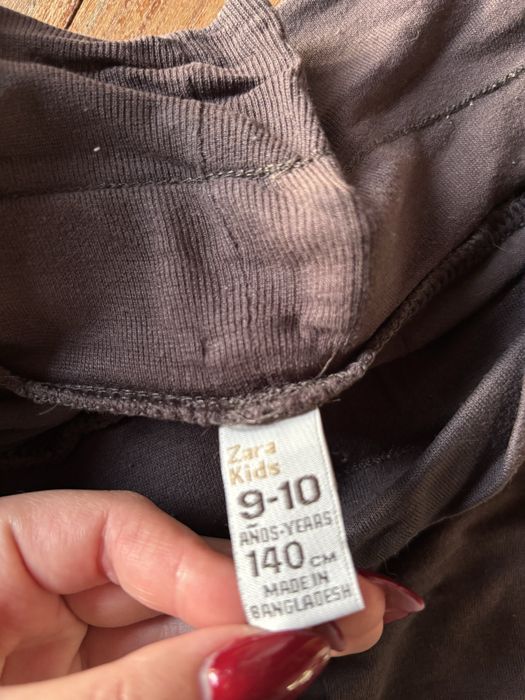 Zara
Kids
9-10
AÑOS-YEARS
140 CM
MADE IN
BANGLADESH